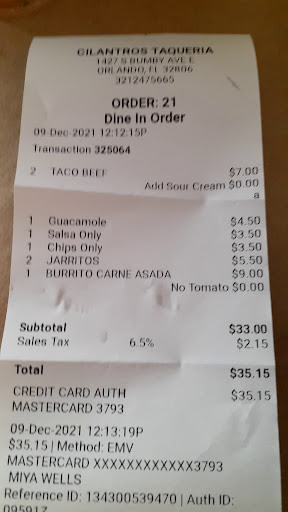 CILANTROS TAQUERIA
1427 S BUMBY AVE E
ORLANDO, FL 32806
3212475665
ORDER: 21
Dine In Order
09-Dec-2021 12:12:15P
Transaction 325064
2 TACO BEEF $7.00
Add Sour Cream $0.00
a
1 Guacamole $4.50
1 Salsa Only $3.50
1 Chips Only $3.50
2 JARRITOS $5.50
1 BURRITO CARNE ASADA $9.00
No Tomato $0.00
Subtotal $33.00
Sales Tax 6.5% $2.15
Total $35.15
CREDIT CARD AUTH $35.15
MASTERCARD 3793
09-Dec-2021 12:13:19P
$35.15 | Method: EMV
MASTERCARD XXXXXXXXXXXX3793
MIYA WELLS
Reference ID: 134300539470 | Auth ID: